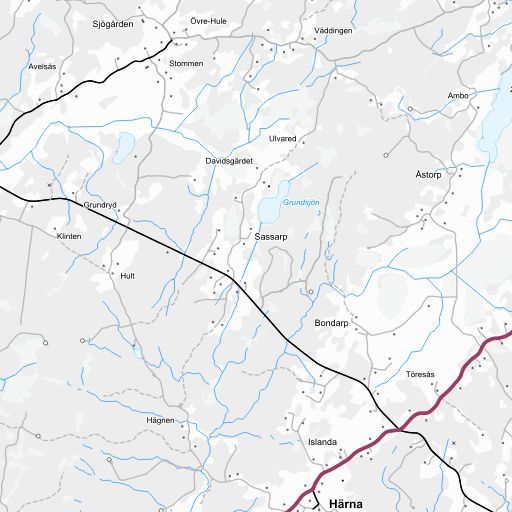 Övre-Hule
Sjögården
Väddingen
Stommen
Avelsås
Ambo
Ulvared
Davidsgärdet
Åstorp
Grundsjön
Grundryd
Klinten
Sassarp
Hult
Bondarp
Töresås
Hägnen
Islanda
Härna